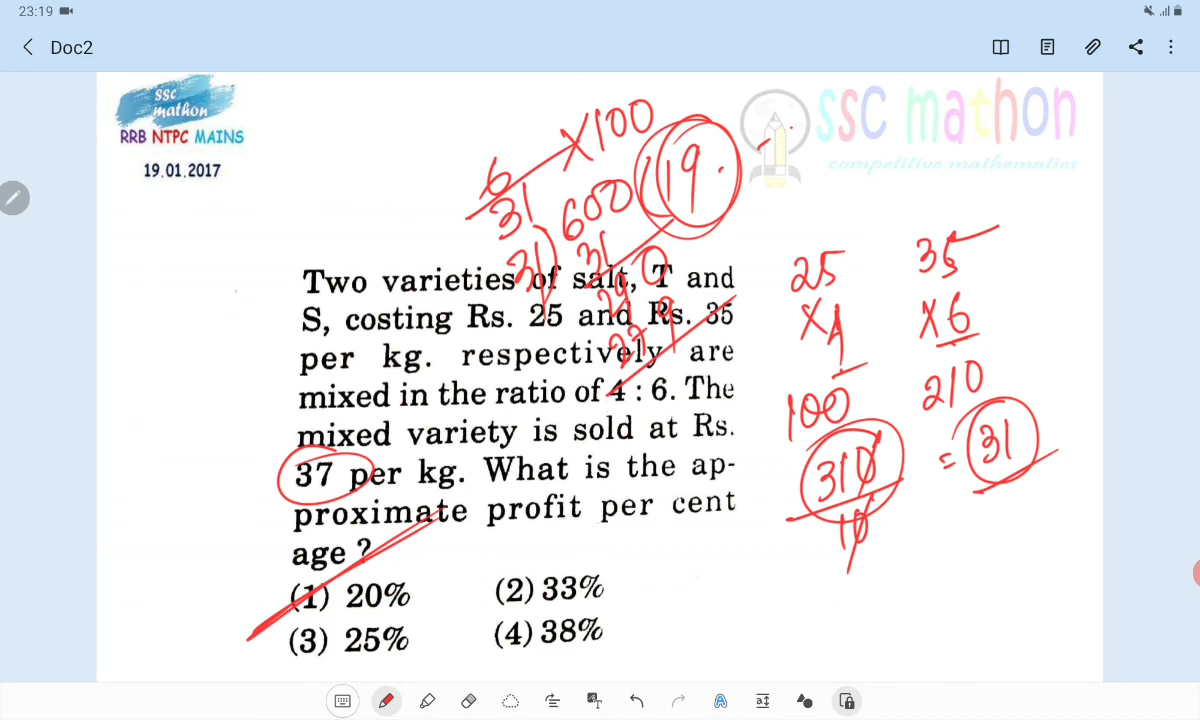 23:19
Doc2
ssc
mathon
RRB NTPC MAINS
19.01.2017
ssc mathon
competitive mathematics
6/31 ×100
31) 600 (19.
31
290
279
Two varieties of salt, T and
S, costing Rs. 25 and Rs. 35
per kg. respectively are
mixed in the ratio of 4 : 6. The
mixed variety is sold at Rs.
37 per kg. What is the ap-
proximate profit per cent
age ?
(1) 20% (2) 33%
(3) 25% (4) 38%
25 35
×4 ×6
100 210
310/10 = 31